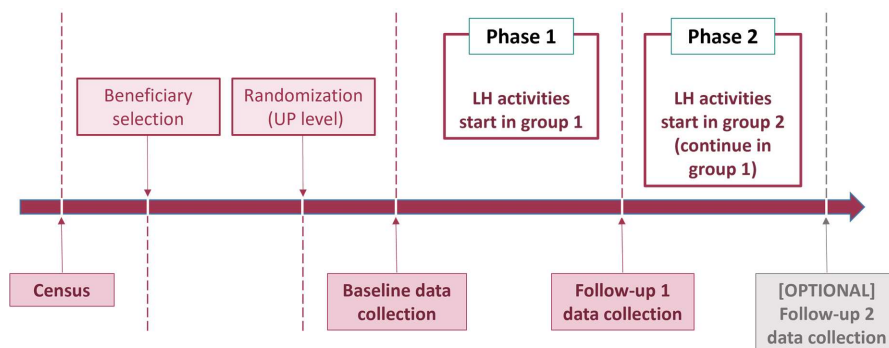 Phase 1
Phase 2
Beneficiary
selection
Randomization
(UP level)
LH activities
start in group 1
LH activities
start in group 2
(continue in
group 1)
Census
Baseline data
collection
Follow-up 1
data collection
[OPTIONAL]
Follow-up 2
data collection